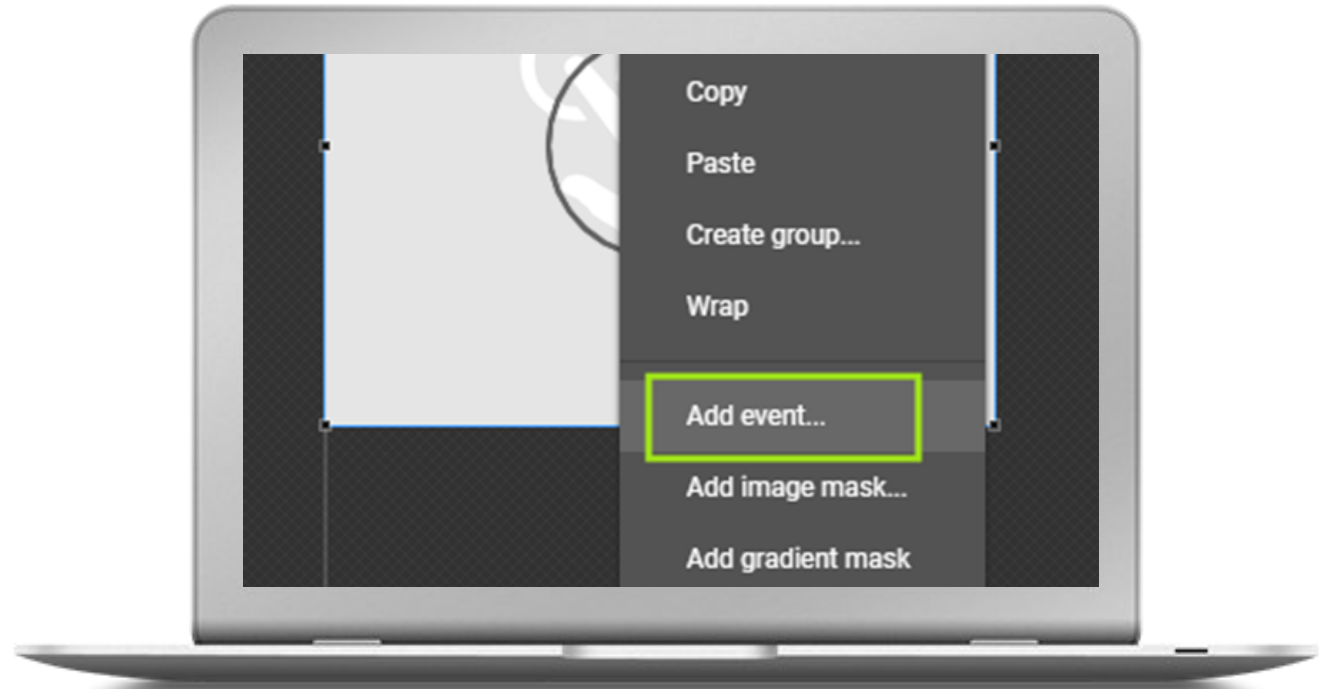 Copy
Paste
Create group...
Wrap
Add event...
Add image mask...
Add gradient mask